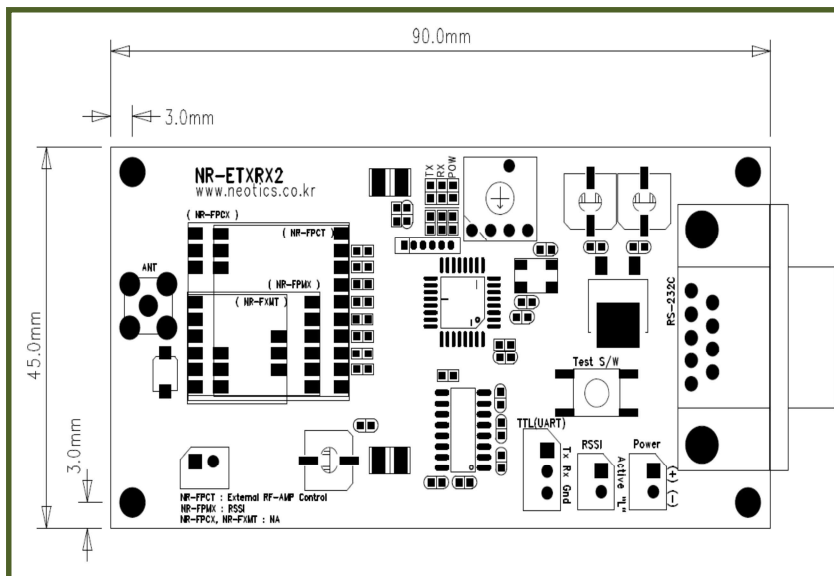 90.0mm
3.0mm
NR-ETXRX2
www.neotics.co.kr
TX
RX
POW
( NR-FPCX )
( NR-FPCT )
ANT
( NR-FPMX )
( NR-FXMT )
RS-232C
45.0mm
Test S/W
3.0mm
TTL(UART)
Tx Rx Gnd
RSSI
Active "L"
Power
(+)
(-)
NR-FPCT : External RF-AMP Control
NR-FPMX : RSSI
NR-FPCX, NR-FXMT : NA